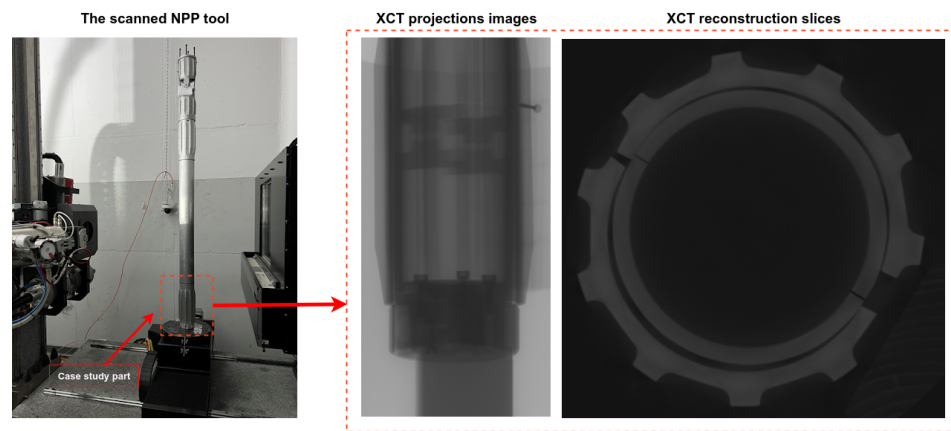 The scanned NPP tool
XCT projections images
XCT reconstruction slices
Case study part